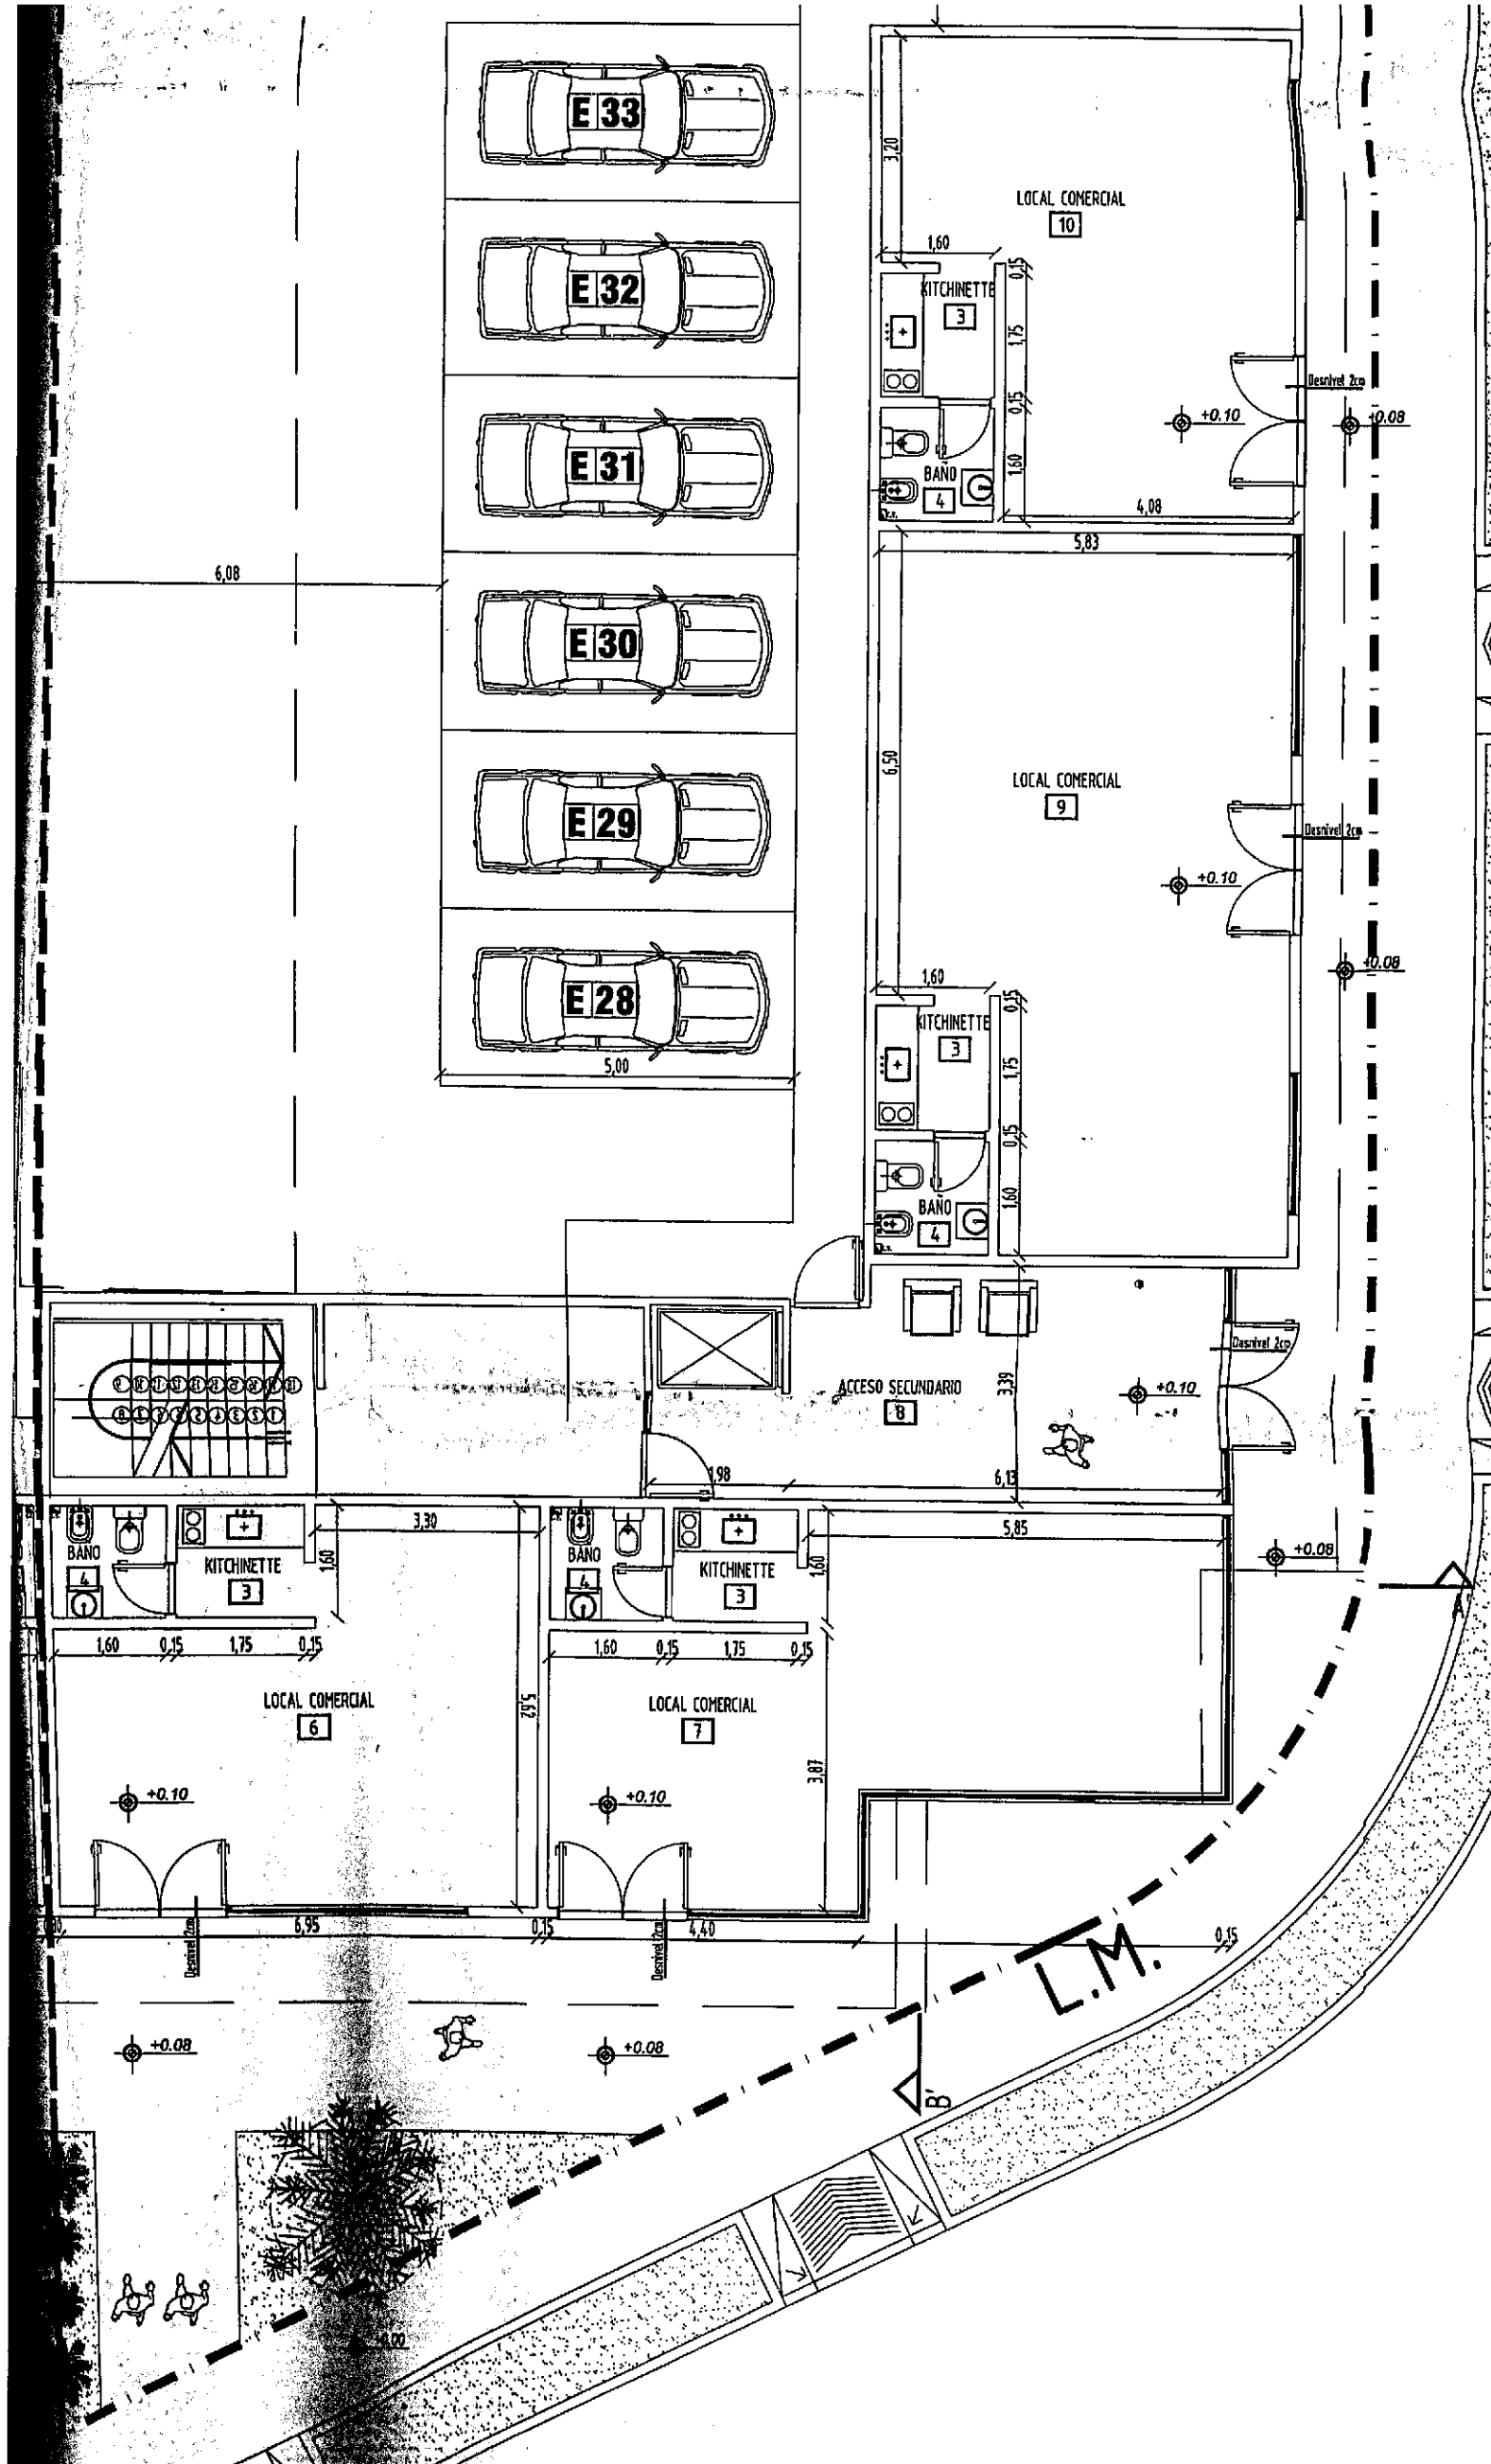 E 33
E 32
E 31
E 30
E 29
E 28
6,08
5,00
3,20
LOCAL COMERCIAL
10
1,60
KITCHINETTE
3
0,15
1,75
0,15
1,60
BAÑO
4
4,08
+0.10
Desnivel 2cm
+0.08
5,83
6,50
LOCAL COMERCIAL
9
Desnivel 2cm
+0.10
+0.08
1,60
KITCHINETTE
3
0,15
1,75
0,15
1,60
BAÑO
4
ACCESO SECUNDARIO
8
3,39
+0.10
Desnivel 2cm
1,98
6,13
+0.08
A'
BAÑO
4
KITCHINETTE
3
1,60
3,30
1,60
0,15
1,75
0,15
LOCAL COMERCIAL
6
5,62
+0.10
BAÑO
4
KITCHINETTE
3
1,60
5,85
1,60
0,15
1,75
0,15
LOCAL COMERCIAL
7
3,87
+0.10
6,95
0,15
4,40
0,15
Desnivel 2cm
Desnivel 2cm
L.M.
+0.08
+0.08
B'